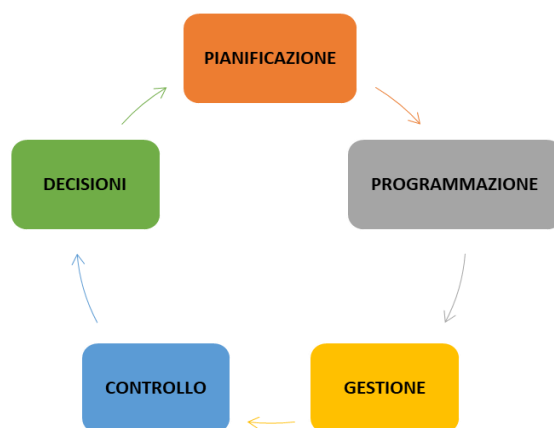 PIANIFICAZIONE
PROGRAMMAZIONE
GESTIONE
CONTROLLO
DECISIONI